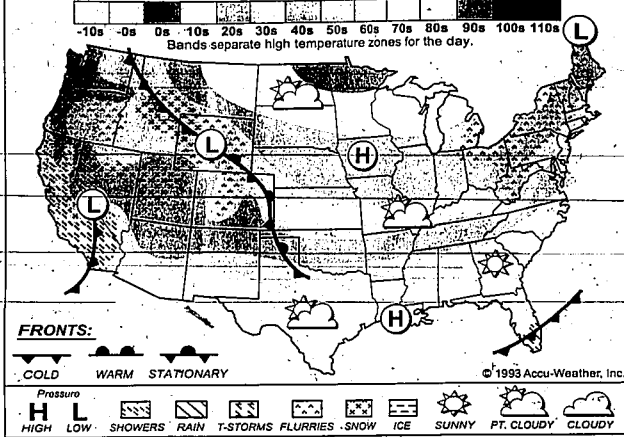 -10s -0s 0s 10s 20s 30s 40s 50s 60s 70s 80s 90s 100s 110s
Bands separate high temperature zones for the day.
L
L
H
L
H
FRONTS:
COLD WARM STATIONARY
© 1993 Accu-Weather, Inc.
Pressure
H L
HIGH LOW SHOWERS RAIN T-STORMS FLURRIES SNOW ICE SUNNY PT. CLOUDY CLOUDY